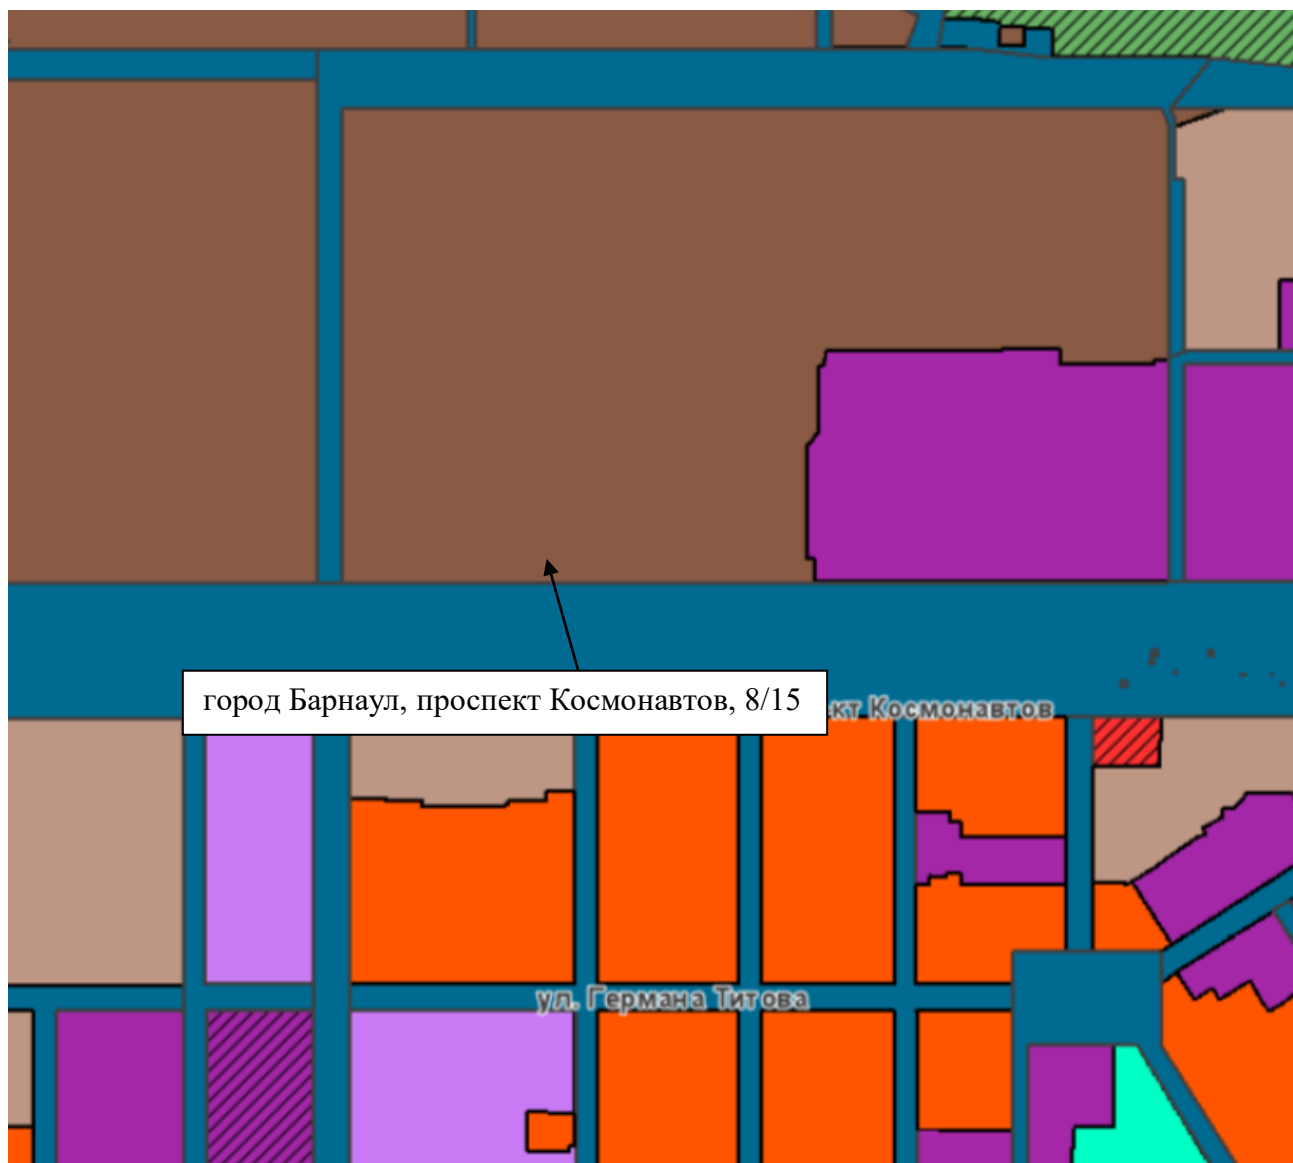 город Барнаул, проспект Космонавтов, 8/15
кт Космонавтов
ул. Германа Титова